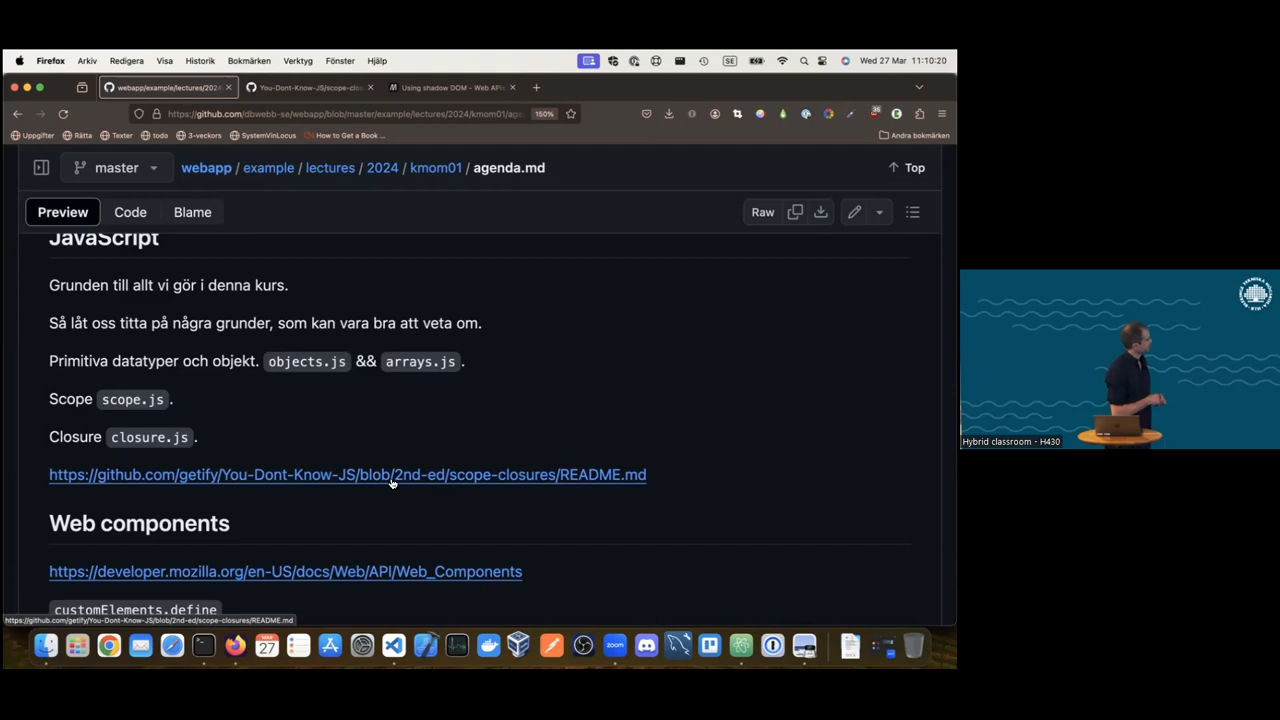 Firefox Arkiv Redigera Visa Historik Bokmärken Verktyg Fönster Hjälp SE Wed 27 Mar 11:10:20
webapp/example/lectures/2024 You-Dont-Know-JS/scope-clos Using shadow DOM - Web APIs
https://github.com/dbwebb-se/webapp/blob/master/example/lectures/2024/kmom01/age 150%
Uppgifter Rätta Texter todo 3-veckors SystemVinLocus How to Get a Book ... Andra bokmärken
master webapp / example / lectures / 2024 / kmom01 / agenda.md Top
Preview Code Blame Raw
JavaScript
Grunden till allt vi gör i denna kurs.
Så låt oss titta på några grunder, som kan vara bra att veta om.
Primitiva datatyper och objekt. objects.js && arrays.js.
Scope scope.js.
Closure closure.js.
https://github.com/getify/You-Dont-Know-JS/blob/2nd-ed/scope-closures/README.md
Web components
https://developer.mozilla.org/en-US/docs/Web/API/Web_Components
customElements.define
https://github.com/getify/You-Dont-Know-JS/blob/2nd-ed/scope-closures/README.md
MAR
27
zoom
Hybrid classroom - H430